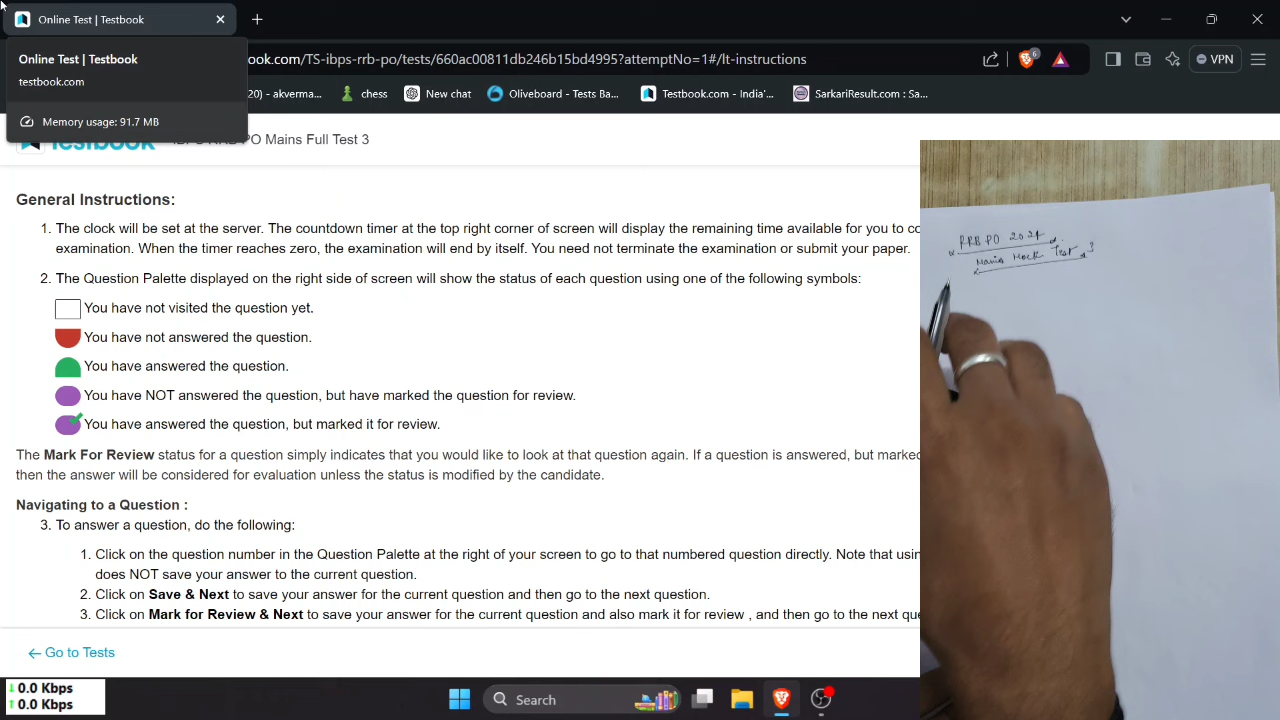 Online Test | Testbook
Online Test | Testbook
testbook.com
Memory usage: 91.7 MB
ook.com/TS-ibps-rrb-po/tests/660ac00811db246b15bd4995?attemptNo=1#/lt-instructions
6
VPN
20) - akverma...
chess
New chat
Oliveboard - Tests Ba...
Testbook.com - India'...
SarkariResult.com : Sa...
testbook
PO Mains Full Test 3
General Instructions:
1. The clock will be set at the server. The countdown timer at the top right corner of screen will display the remaining time available for you to co
examination. When the timer reaches zero, the examination will end by itself. You need not terminate the examination or submit your paper.
2. The Question Palette displayed on the right side of screen will show the status of each question using one of the following symbols:
You have not visited the question yet.
You have not answered the question.
You have answered the question.
You have NOT answered the question, but have marked the question for review.
You have answered the question, but marked it for review.
The Mark For Review status for a question simply indicates that you would like to look at that question again. If a question is answered, but marked
then the answer will be considered for evaluation unless the status is modified by the candidate.
Navigating to a Question :
3. To answer a question, do the following:
1. Click on the question number in the Question Palette at the right of your screen to go to that numbered question directly. Note that usin
does NOT save your answer to the current question.
2. Click on Save & Next to save your answer for the current question and then go to the next question.
3. Click on Mark for Review & Next to save your answer for the current question and also mark it for review , and then go to the next que
Go to Tests
0.0 Kbps
0.0 Kbps
Search
RRB PO 2024
Mains Mock Test 3